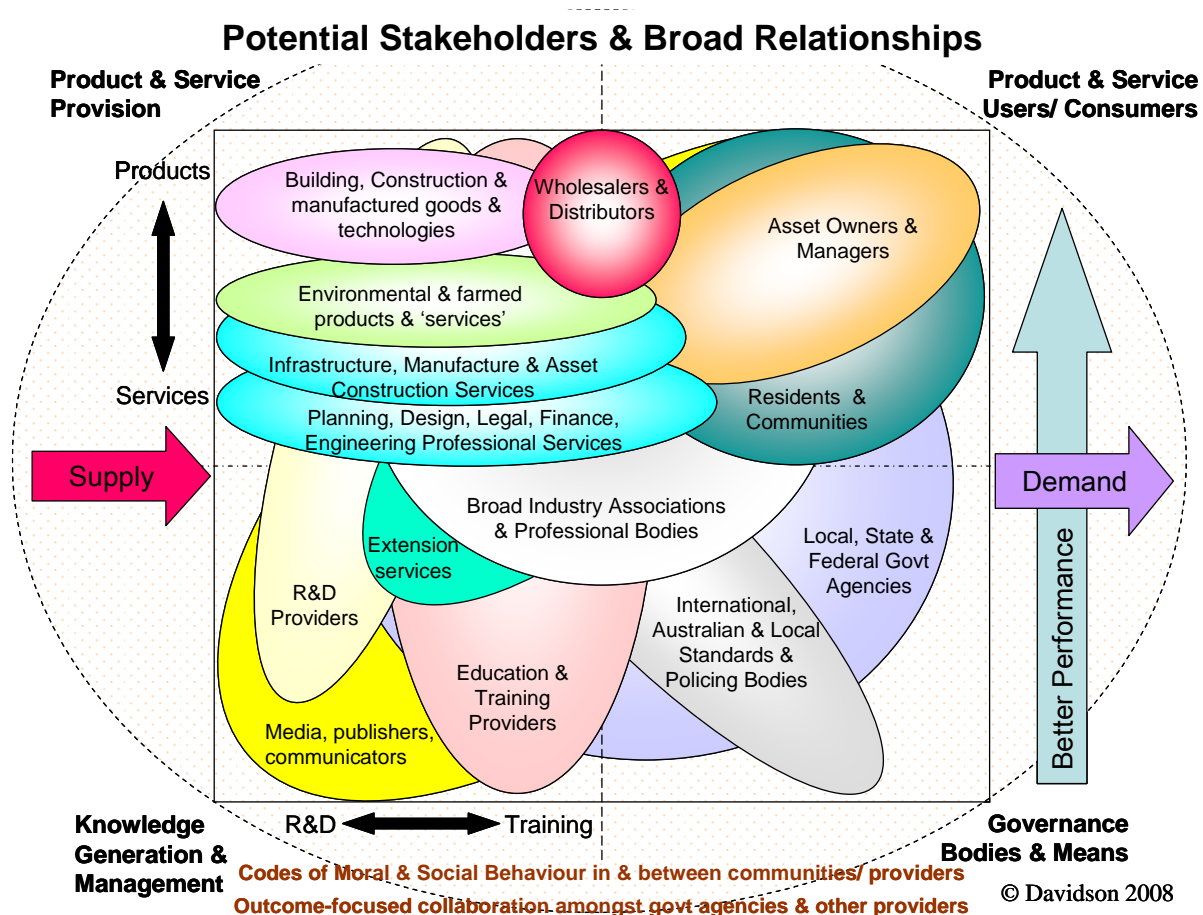 Potential Stakeholders & Broad Relationships
Product & Service
Provision
Product & Service
Users/ Consumers
Products
Services
Building, Construction &
manufactured goods &
technologies
Wholesalers &
Distributors
Asset Owners &
Managers
Environmental & farmed
products & ‘services’
Infrastructure, Manufacture & Asset
Construction Services
Residents &
Communities
Planning, Design, Legal, Finance,
Engineering Professional Services
Supply
Demand
Broad Industry Associations
& Professional Bodies
Extension
services
Local, State &
Federal Govt
Agencies
R&D
Providers
International,
Australian & Local
Standards &
Policing Bodies
Education &
Training
Providers
Media, publishers,
communicators
Better Performance
Knowledge
Generation &
Management
R&D
Training
Governance
Bodies & Means
Codes of Moral & Social Behaviour in & between communities/ providers
Outcome-focused collaboration amongst govt agencies & other providers
© Davidson 2008